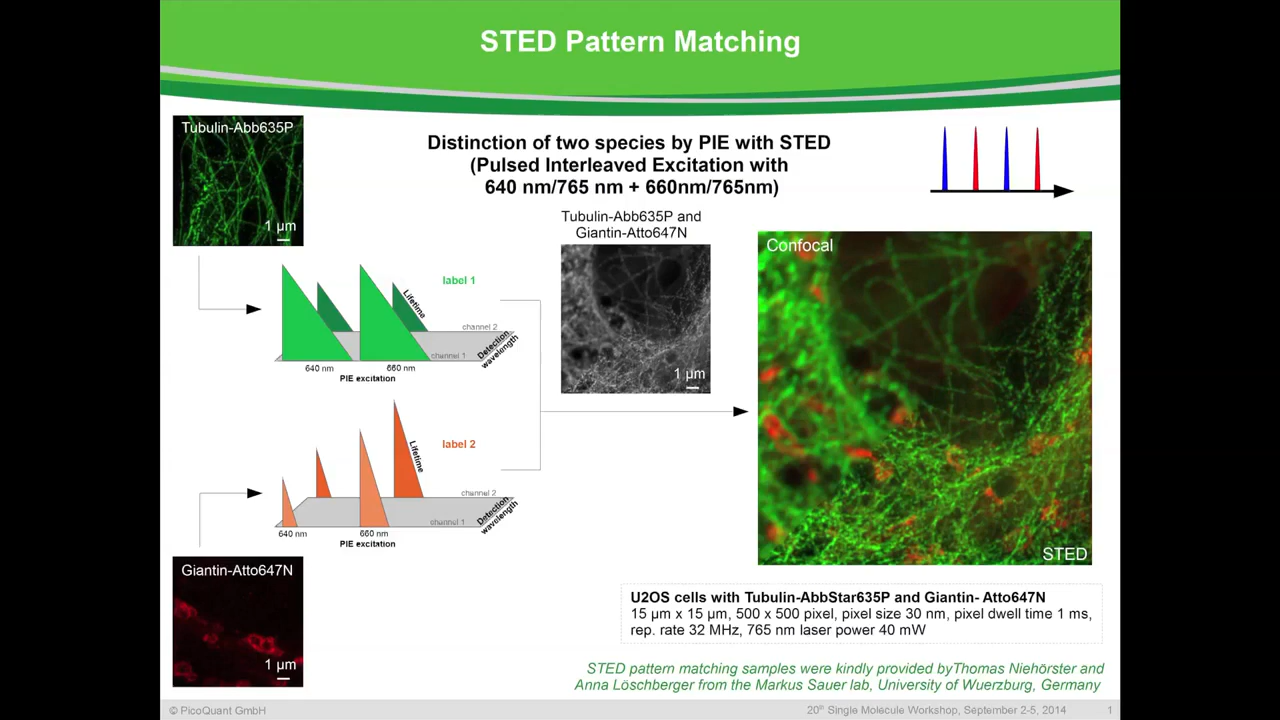 STED Pattern Matching
Tubulin-Abb635P
1 µm
Distinction of two species by PIE with STED
(Pulsed Interleaved Excitation with
640 nm/765 nm + 660nm/765nm)
Tubulin-Abb635P and
Giantin-Atto647N
1 µm
label 1
Lifetime
channel 2
channel 1
Detection
wavelength
640 nm
660 nm
PIE excitation
label 2
Lifetime
channel 2
channel 1
Detection
wavelength
640 nm
660 nm
PIE excitation
Giantin-Atto647N
1 µm
Confocal
STED
U2OS cells with Tubulin-AbbStar635P and Giantin- Atto647N
15 µm x 15 µm, 500 x 500 pixel, pixel size 30 nm, pixel dwell time 1 ms,
rep. rate 32 MHz, 765 nm laser power 40 mW
STED pattern matching samples were kindly provided byThomas Niehörster and
Anna Löschberger from the Markus Sauer lab, University of Wuerzburg, Germany
© PicoQuant GmbH
20th Single Molecule Workshop, September 2-5, 2014
1